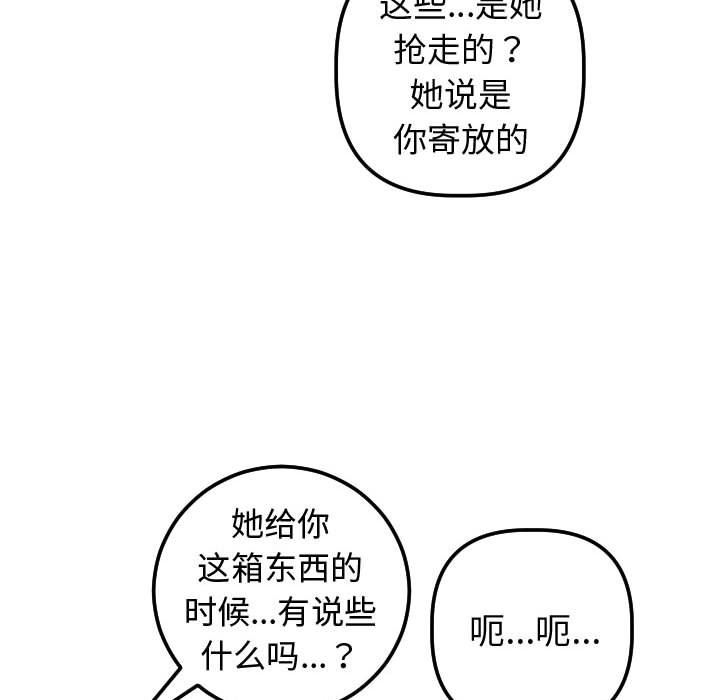 这些...是她
抢走的？
她说是
你寄放的
她给你
这箱东西的
时候...有说些
什么吗...？
呃...呃...